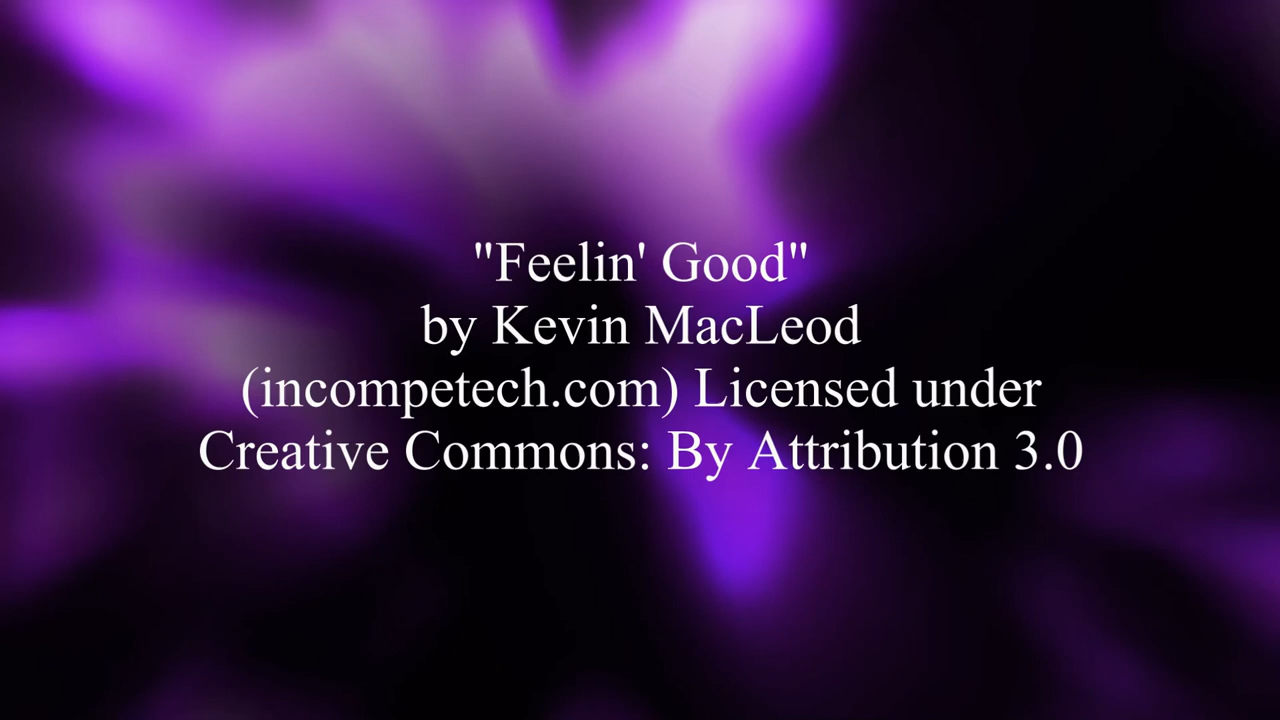 "Feelin' Good"
by Kevin MacLeod
(incompetech.com) Licensed under
Creative Commons: By Attribution 3.0